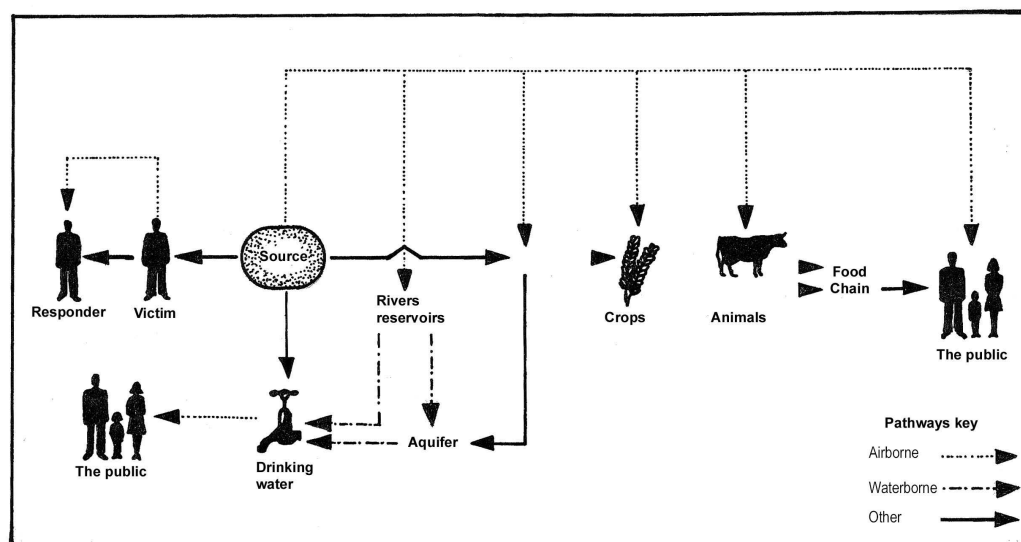 Source
Responder
Victim
Rivers
reservoirs
Crops
Animals
Food
Chain
The public
The public
Drinking
water
Aquifer
Pathways key
Airborne
Waterborne
Other